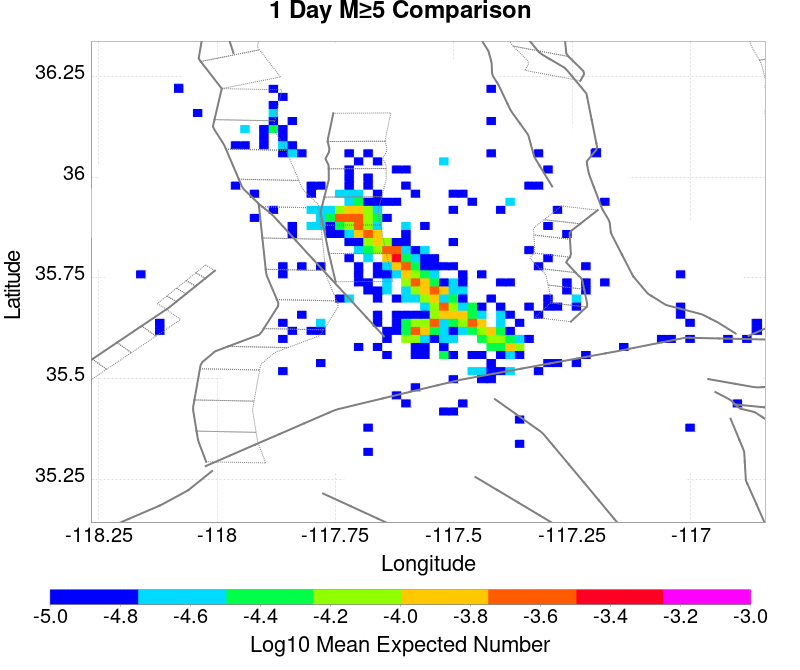 1 Day M≥5 Comparison
36.25
36
35.75
35.5
35.25
Latitude
-118.25 -118 -117.75 -117.5 -117.25 -117
Longitude
-5.0 -4.8 -4.6 -4.4 -4.2 -4.0 -3.8 -3.6 -3.4 -3.2 -3.0
Log10 Mean Expected Number